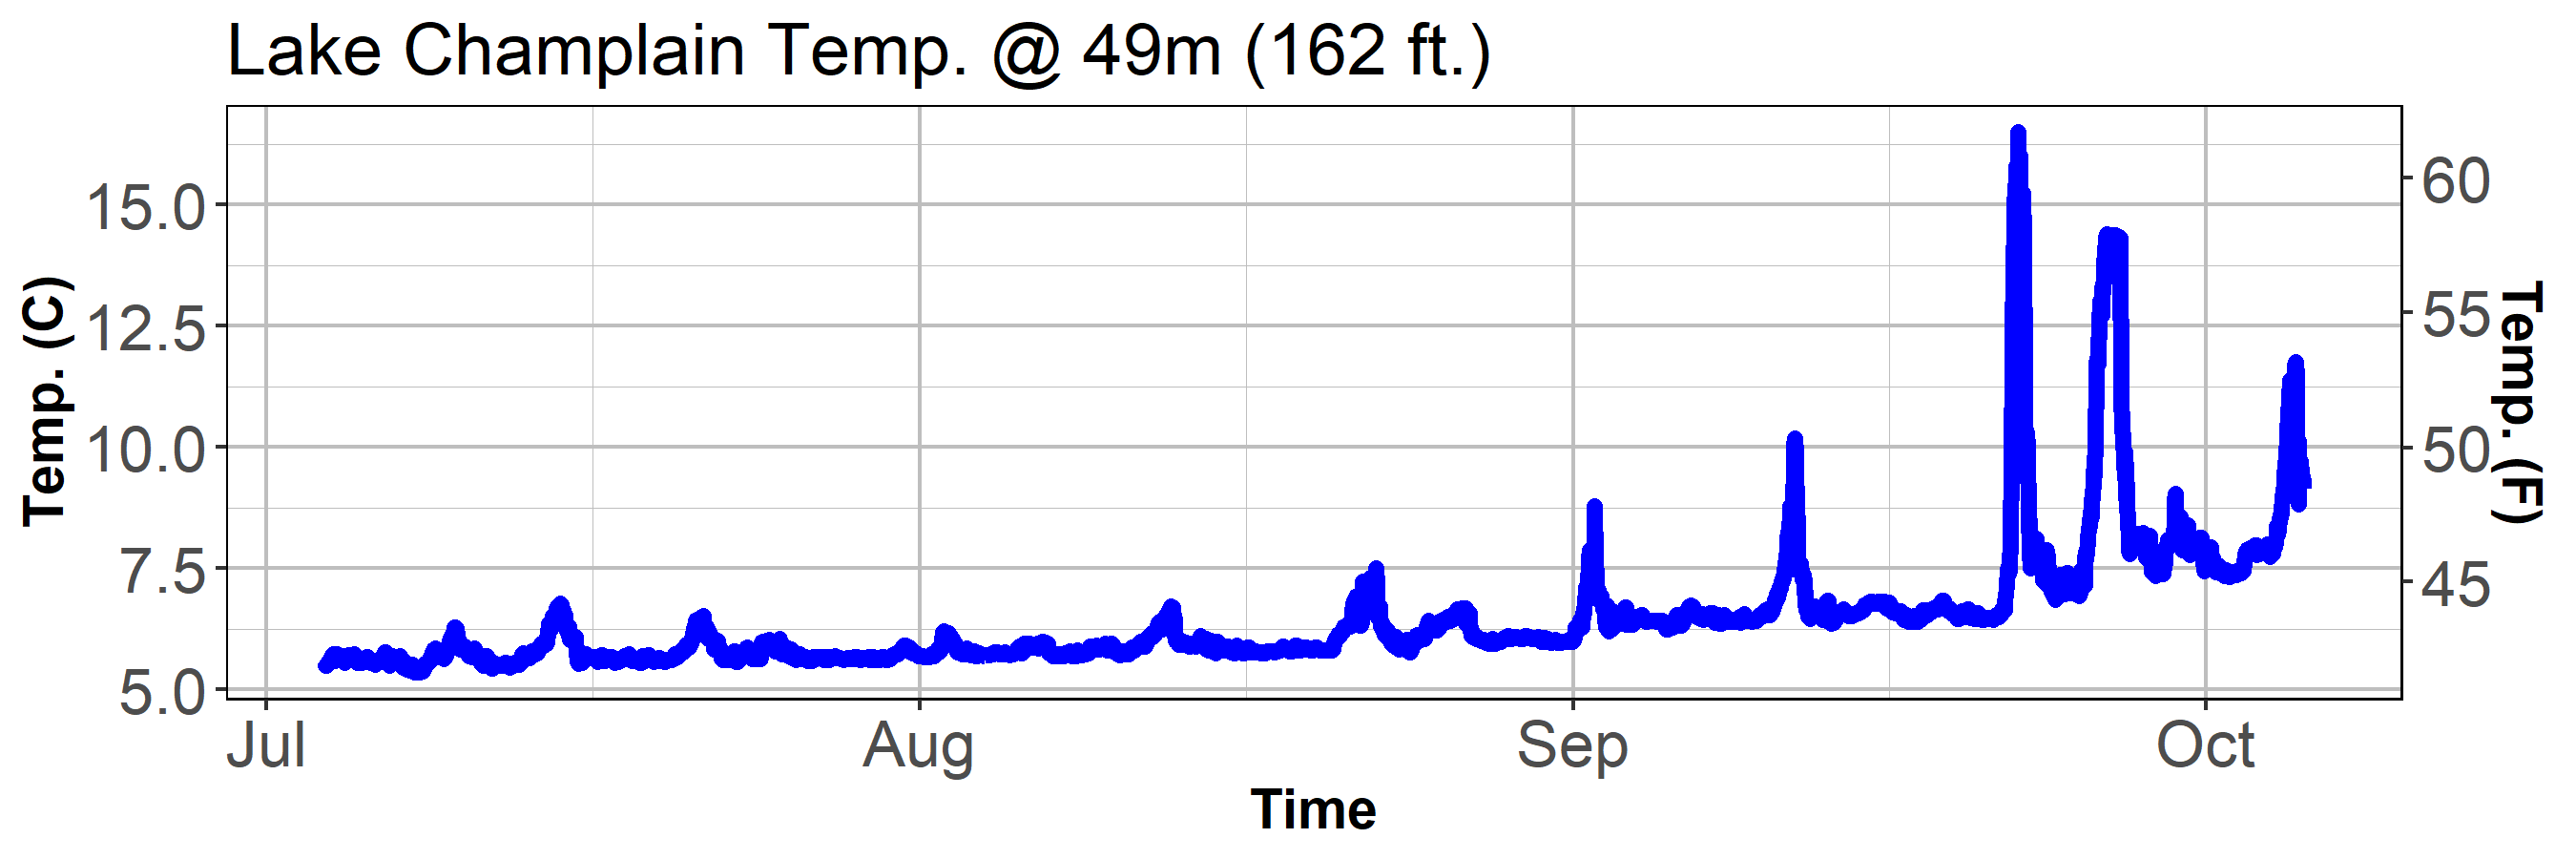 Lake Champlain Temp. @ 49m (162 ft.)
Temp. (C)
15.0
12.5
10.0
7.5
5.0
60
55
50
45
Temp. (F)
Jul Aug Sep Oct
Time